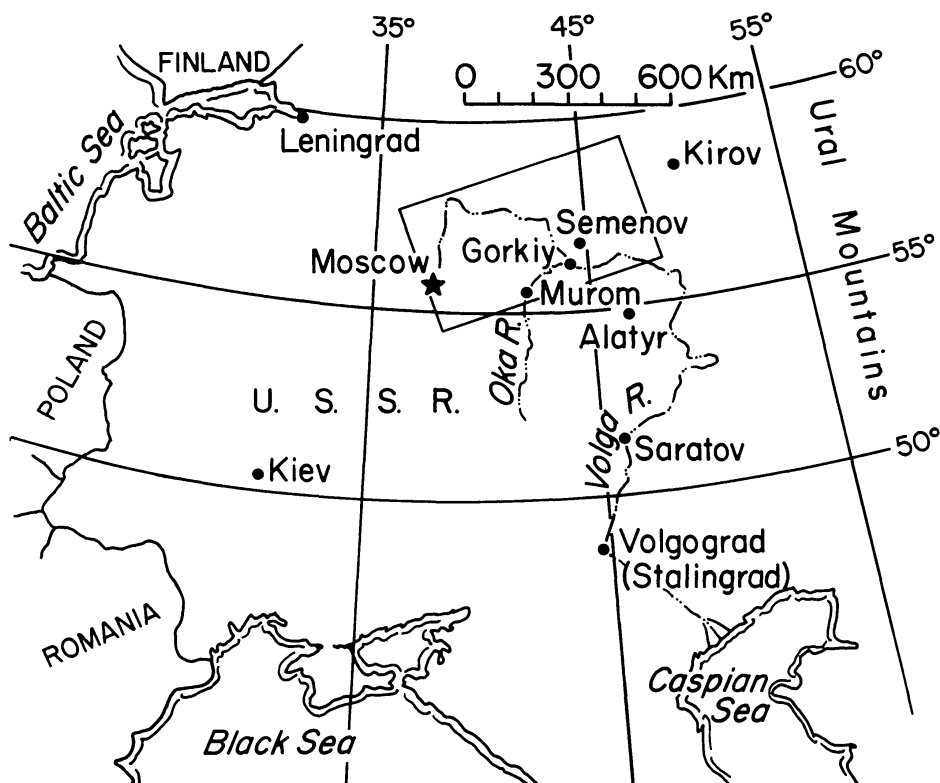 35°
45°
55°
FINLAND
0 300 600 Km
60°
Leningrad
Kirov
Baltic Sea
Ural Mountains
Semenov
Gorkiy
Moscow
55°
Murom
Alatyr
Oka R.
POLAND
U. S. S. R.
Volga R.
Saratov
50°
Kiev
Volgograd
(Stalingrad)
ROMANIA
Caspian
Sea
Black Sea